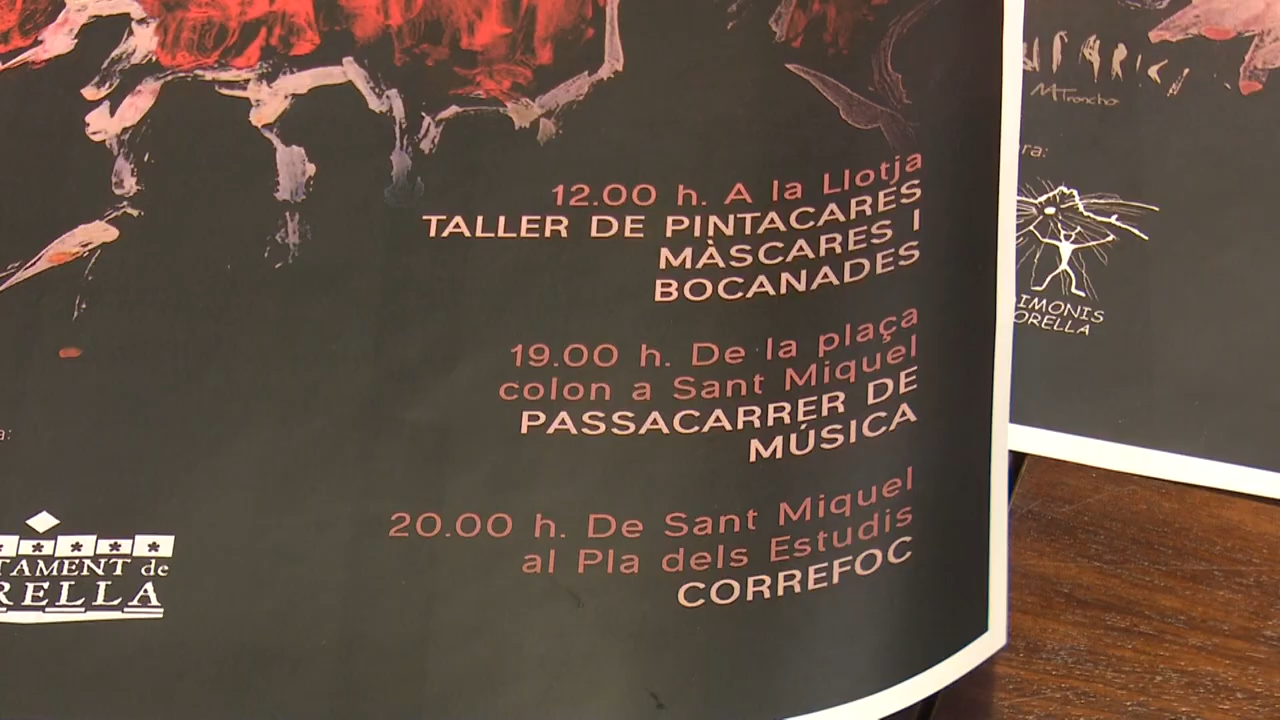 12.00 h. A la Llotja
TALLER DE PINTACARES
MÀSCARES I
BOCANADES
19.00 h. De la plaça
colon a Sant Miquel
PASSACARRER DE
MÚSICA
20.00 h. De Sant Miquel
al Pla dels Estudis
CORREFOC
TAMENT de
RELLA
MTroncho
ra:
IMONIS
ORELLA
a: